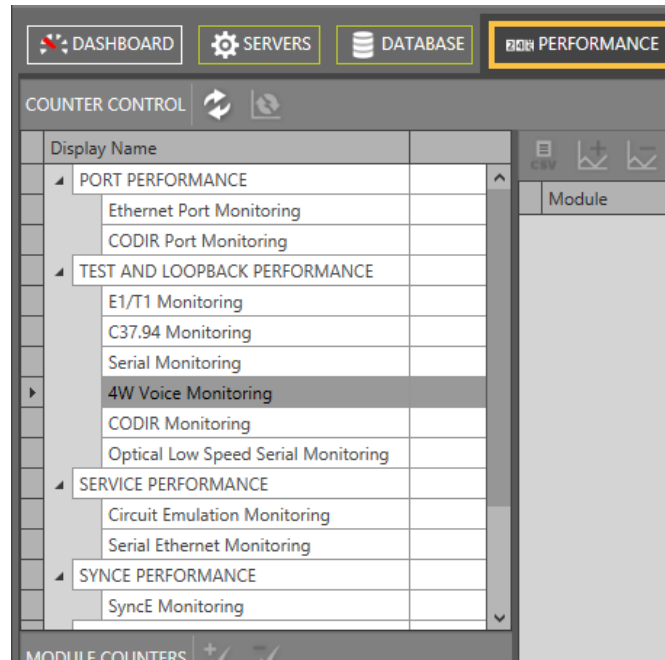 DASHBOARD SERVERS DATABASE PERFORMANCE
COUNTER CONTROL
Display Name
PORT PERFORMANCE
Ethernet Port Monitoring
CODIR Port Monitoring
TEST AND LOOPBACK PERFORMANCE
E1/T1 Monitoring
C37.94 Monitoring
Serial Monitoring
4W Voice Monitoring
CODIR Monitoring
Optical Low Speed Serial Monitoring
SERVICE PERFORMANCE
Circuit Emulation Monitoring
Serial Ethernet Monitoring
SYNCE PERFORMANCE
SyncE Monitoring
MODULE COUNTERS
CSV
Module